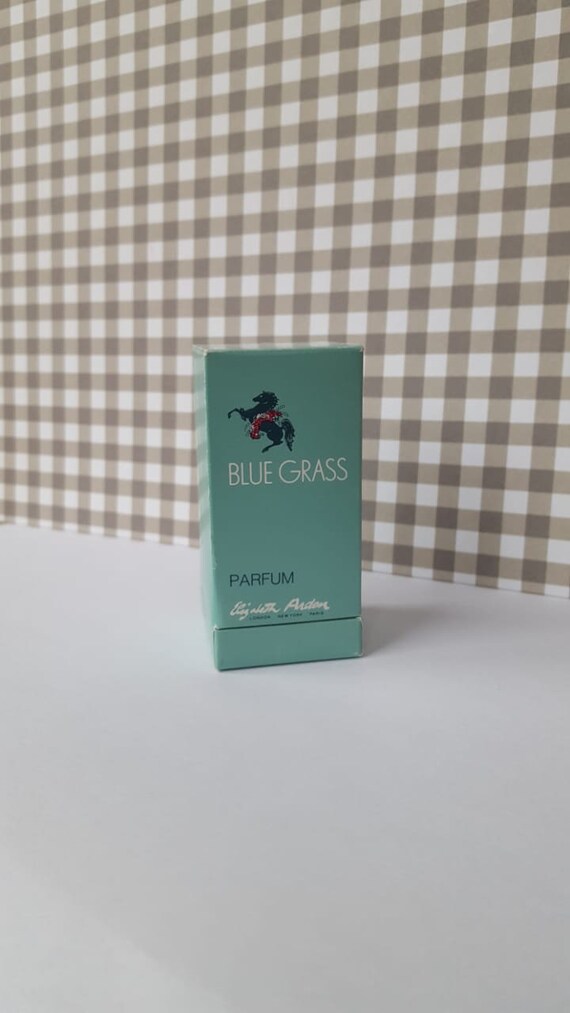 BLUE GRASS
PARFUM
Elizabeth Arden
LONDON NEW YORK PARIS